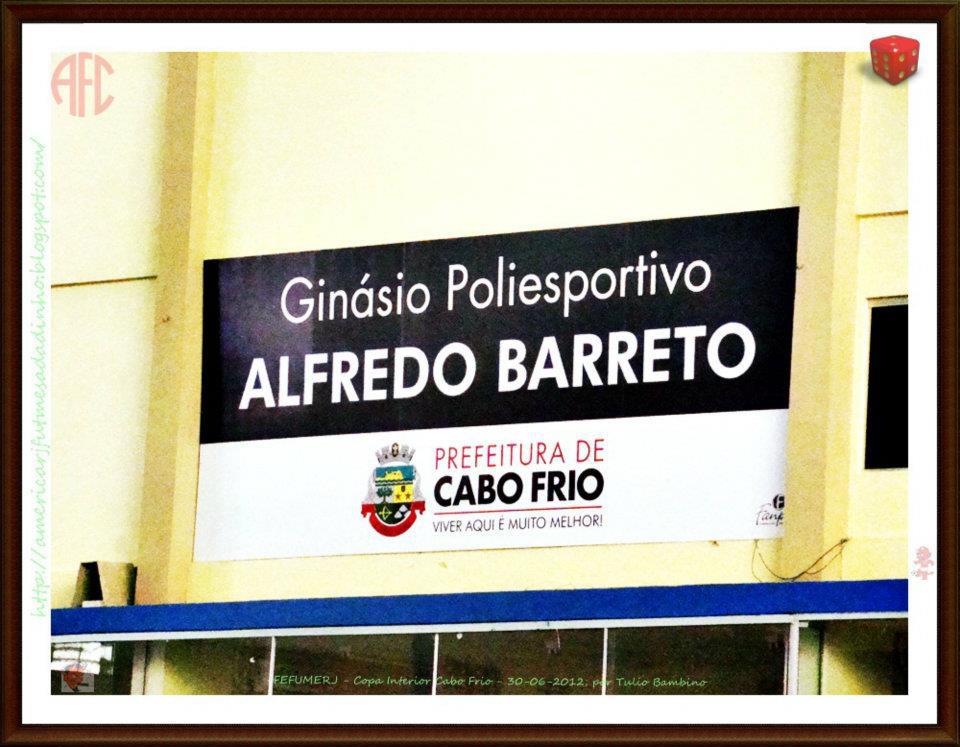 AFC
http://americarjfutmesadadinho.blogspot.com/
Ginásio Poliesportivo
ALFREDO BARRETO
PREFEITURA DE
CABO FRIO
VIVER AQUI É MUITO MELHOR!
FEFUMERJ - Copa Interior Cabo Frio - 30-06-2012; por Tulio Bambino